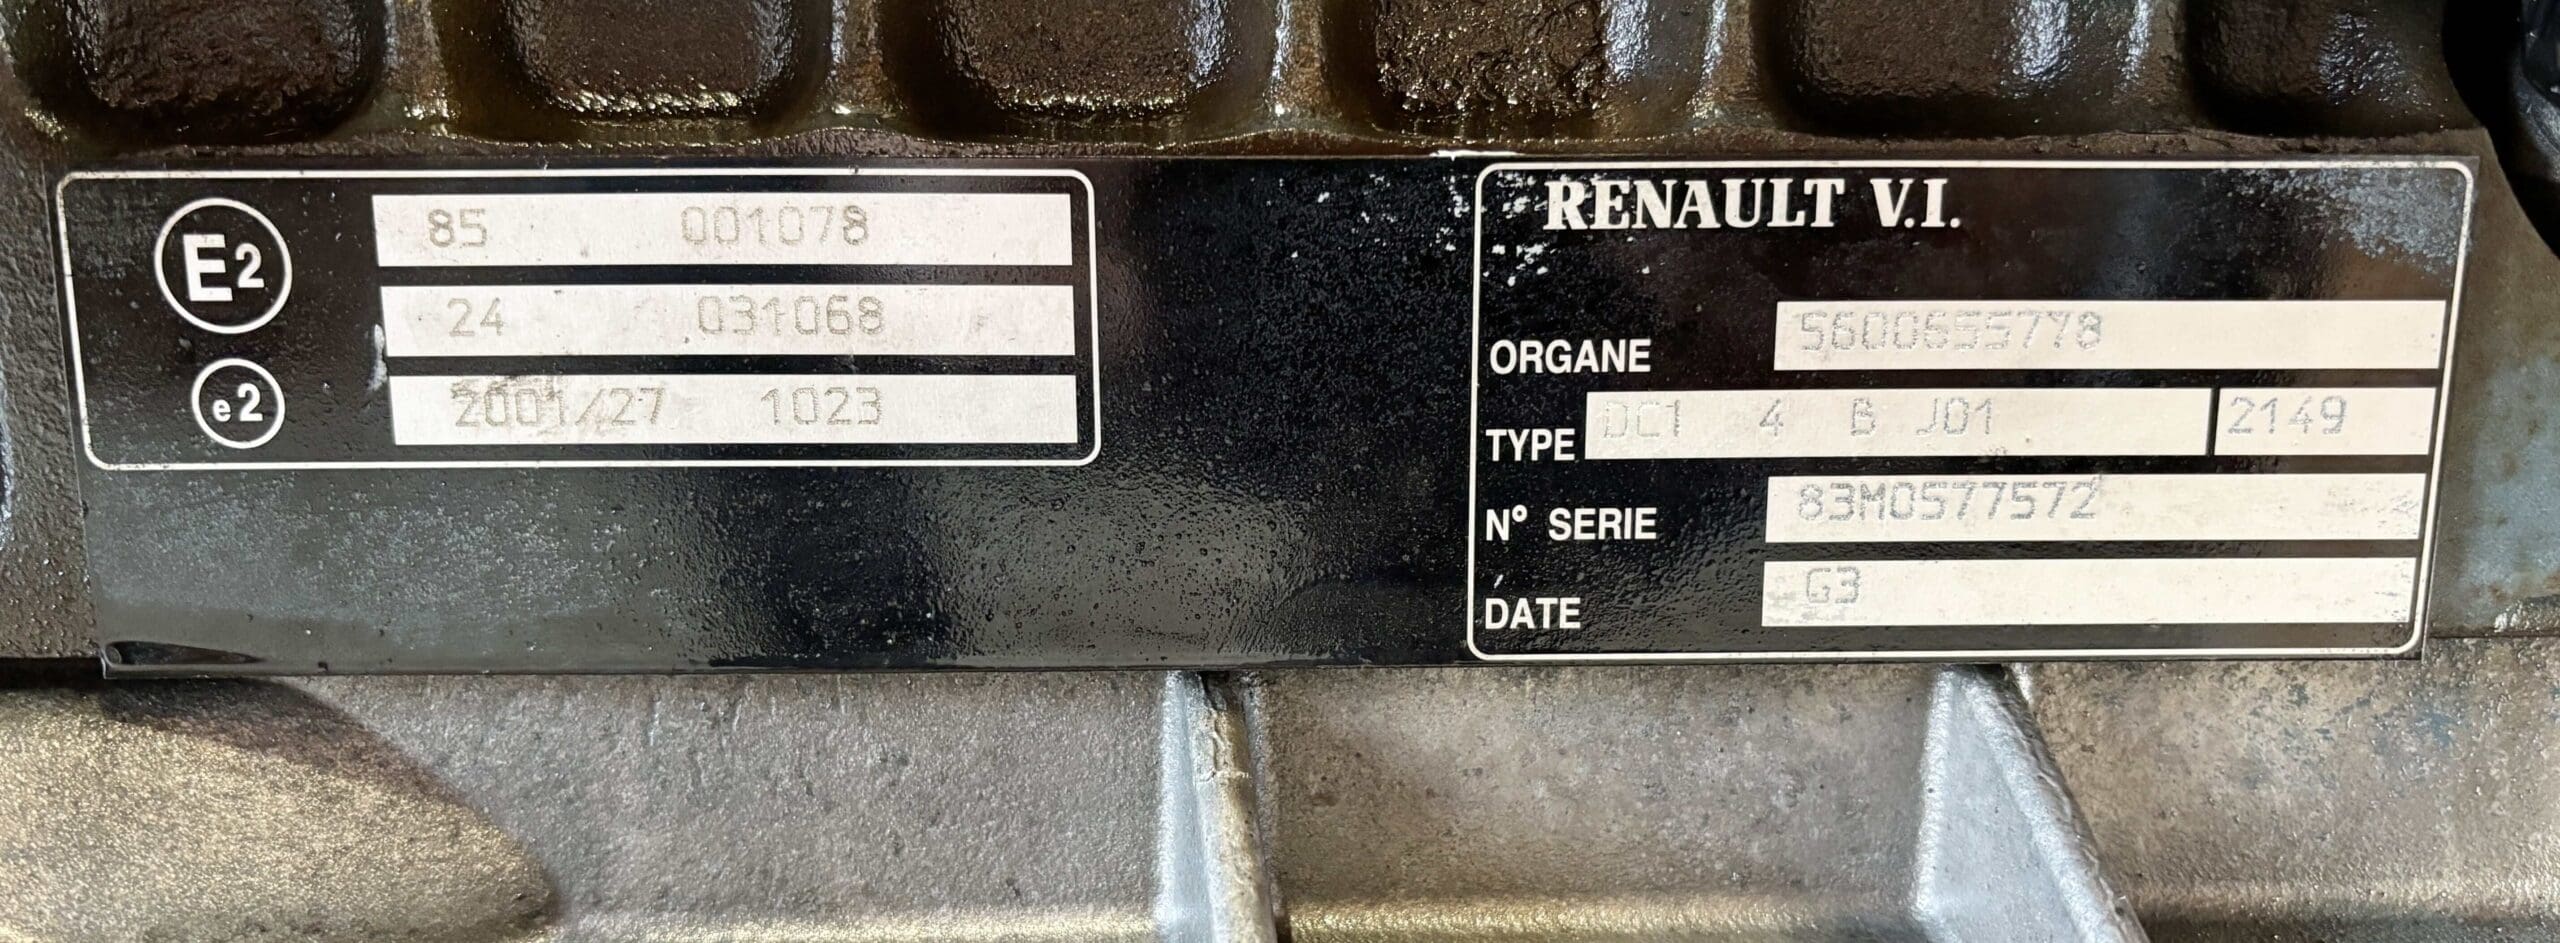 E2 85 001078
24 031068
e2 2001/27 1023
RENAULT V.I.
ORGANE 5600655778
TYPE DC1 4 B J01 2149
N° SERIE 83M0577572
DATE G3